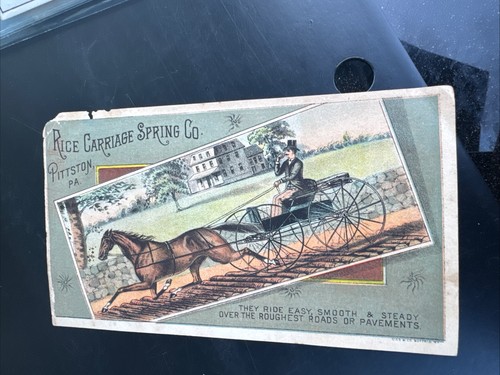 RICE CARRIAGE SPRING CO.
PITTSTON,
PA.
THEY RIDE EASY, SMOOTH & STEADY
OVER THE ROUGHEST ROADS OR PAVEMENTS.